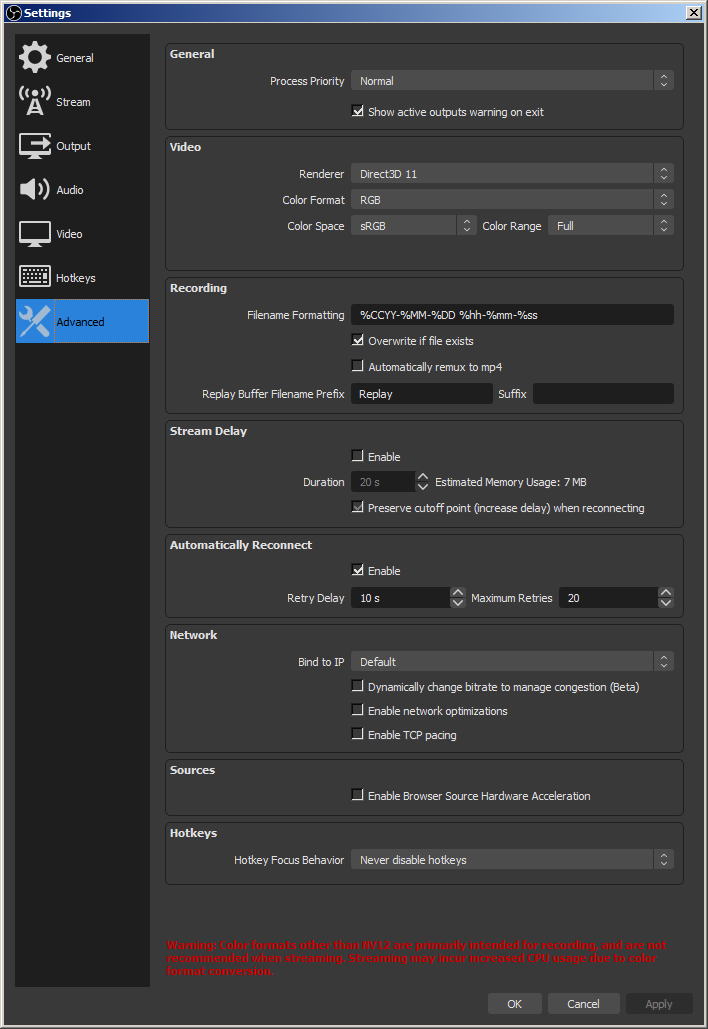 Settings
General
Stream
Output
Audio
Video
Hotkeys
Advanced
General
Process Priority Normal
Show active outputs warning on exit
Video
Renderer Direct3D 11
Color Format RGB
Color Space sRGB Color Range Full
Recording
Filename Formatting %CCYY-%MM-%DD %hh-%mm-%ss
Overwrite if file exists
Automatically remux to mp4
Replay Buffer Filename Prefix Replay Suffix
Stream Delay
Enable
Duration 20 s Estimated Memory Usage: 7 MB
Preserve cutoff point (increase delay) when reconnecting
Automatically Reconnect
Enable
Retry Delay 10 s Maximum Retries 20
Network
Bind to IP Default
Dynamically change bitrate to manage congestion (Beta)
Enable network optimizations
Enable TCP pacing
Sources
Enable Browser Source Hardware Acceleration
Hotkeys
Hotkey Focus Behavior Never disable hotkeys
Warning: Color formats other than NV12 are primarily intended for recording, and are not
recommended when streaming. Streaming may incur increased CPU usage due to color
format conversion.
OK Cancel Apply